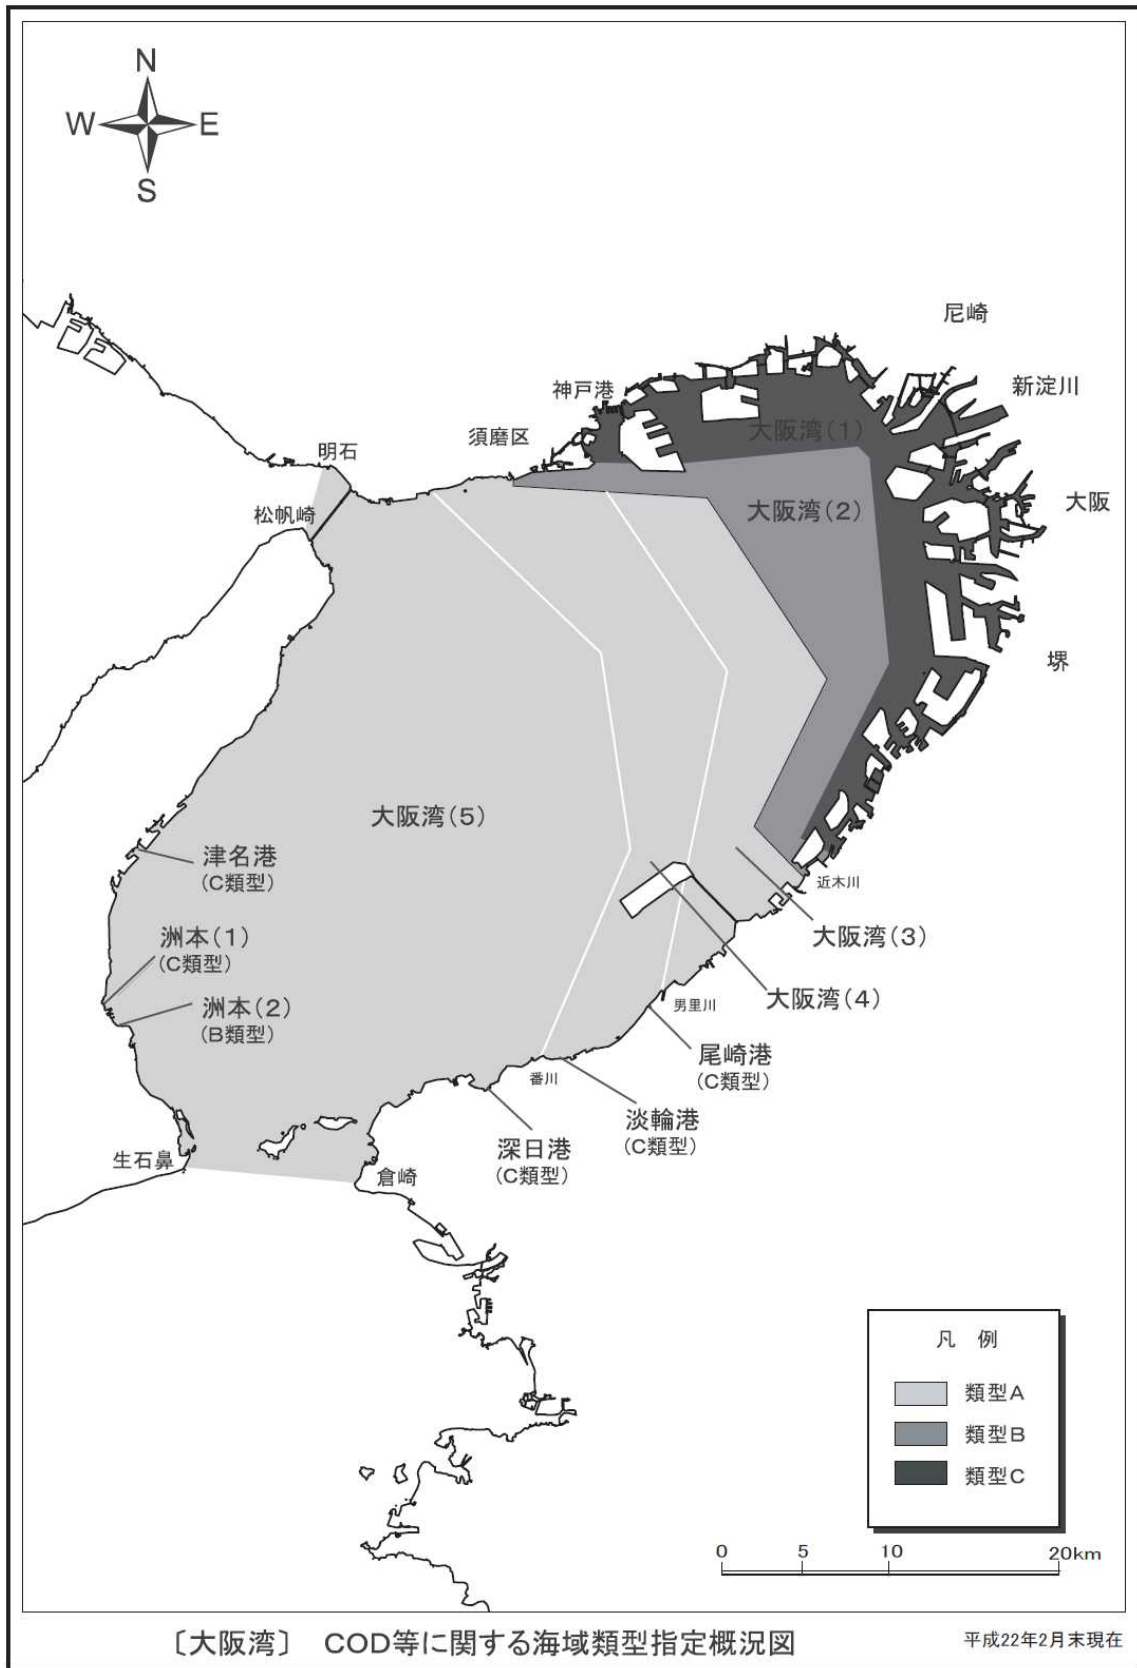 N
W E
S
尼崎
新淀川
神戸港
大阪湾(1)
須磨区
明石
大阪
松帆崎
大阪湾(2)
堺
大阪湾(5)
津名港
(C類型)
近木川
洲本(1)
(C類型)
大阪湾(3)
洲本(2)
(B類型)
大阪湾(4)
男里川
尾崎港
(C類型)
番川
淡輪港
(C類型)
深日港
(C類型)
生石鼻
倉崎
凡 例
類型A
類型B
類型C
0 5 10 20km
〔大阪湾〕 COD等に関する海域類型指定概況図
平成22年2月末現在